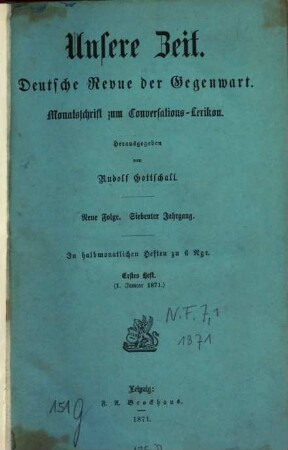 Unsere Zeit.
Deutsche Revue der Gegenwart.
Monatsschrift zum Conversations-Lexikon.
Herausgegeben
von
Rudolf Gottschall.
Neue Folge. Siebenter Jahrgang.
In halbmonatlichen Heften zu 6 Ngr.
Erstes Heft.
(1. Januar 1871.)
N.F. 7,1
1871
Leipzig:
F. A. Brockhaus.
1871.